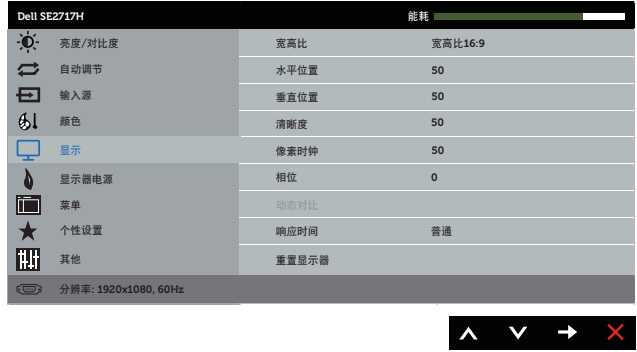 Dell SE2717H 能耗
亮度/对比度 宽高比 宽高比16:9
自动调节 水平位置 50
输入源 垂直位置 50
颜色 清晰度 50
显示 像素时钟 50
显示器电源 相位 0
菜单 动态对比
个性设置 响应时间 普通
其他 重置显示器
分辨率: 1920x1080, 60Hz